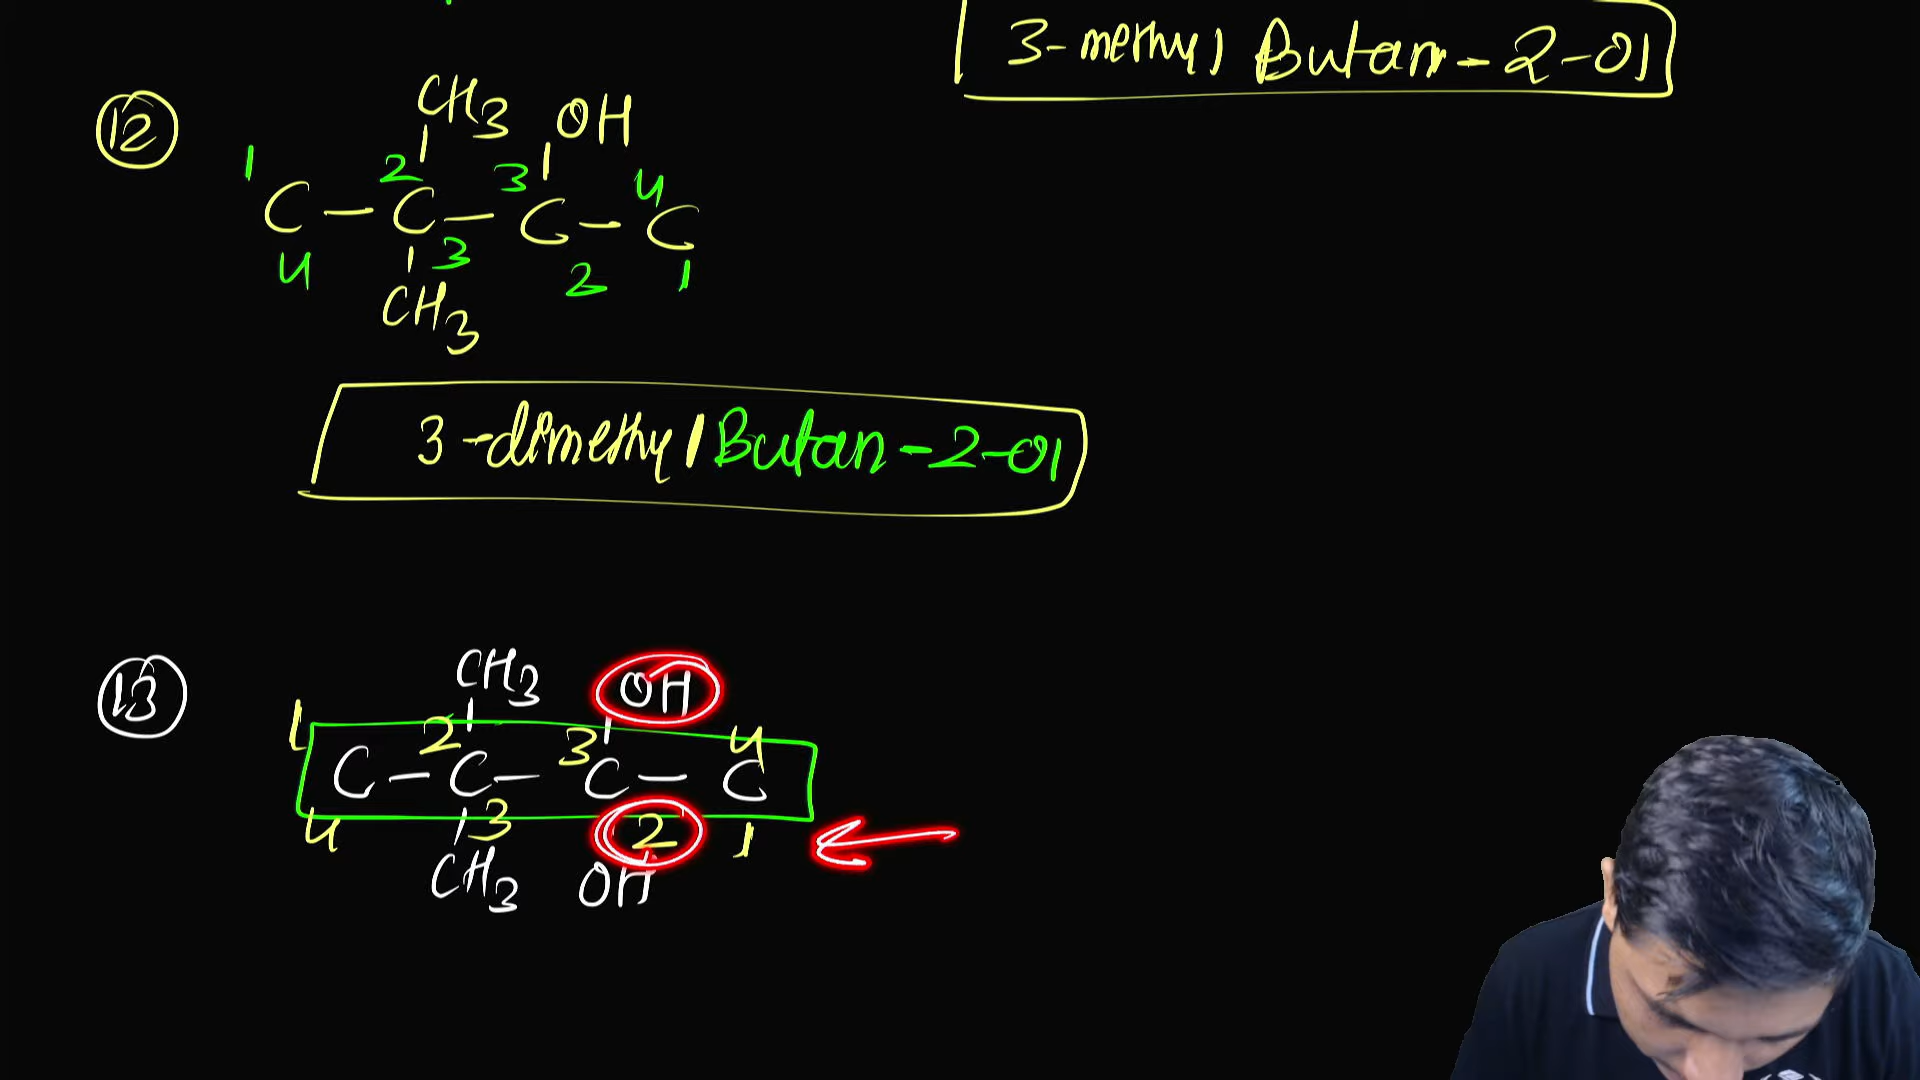 3-methyl Butan-2-ol
12
CH3 OH
1 2 3 4
C - C - C - C
4 3 2 1
CH3
3-dimethyl Butan-2-ol
13
CH3 OH
1 2 3 4
C - C - C - C
4 3 2 1
CH3 OH